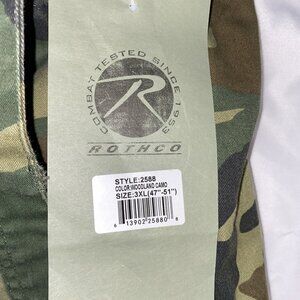 COMBAT TESTED SINCE 1953
R
ROTHCO
STYLE:2588
COLOR:WOODLAND CAMO
SIZE:3XL(47"-51")
6 13902 25880 6